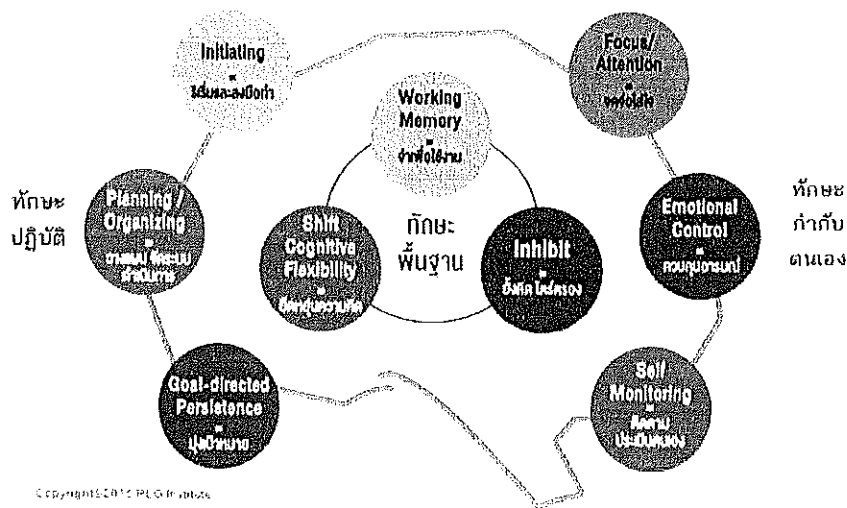 Initiating
ริเริ่มและลงมือทำ
Focus/
Attention
จดจ่อใส่ใจ
Working
Memory
จำเพื่อใช้งาน
ทักษะ
ปฏิบัติ
Planning /
Organizing
วางแผน จัดระบบ
ดำเนินการ
Shift
Cognitive
Flexibility
ยืดหยุ่นความคิด
ทักษะ
พื้นฐาน
Inhibit
ยั้งคิด ไตร่ตรอง
Emotional
Control
ควบคุมอารมณ์
ทักษะ
กำกับ
ตนเอง
Goal-directed
Persistence
มุ่งเป้าหมาย
Self
Monitoring
ติดตาม
ประเมินตนเอง
Institute